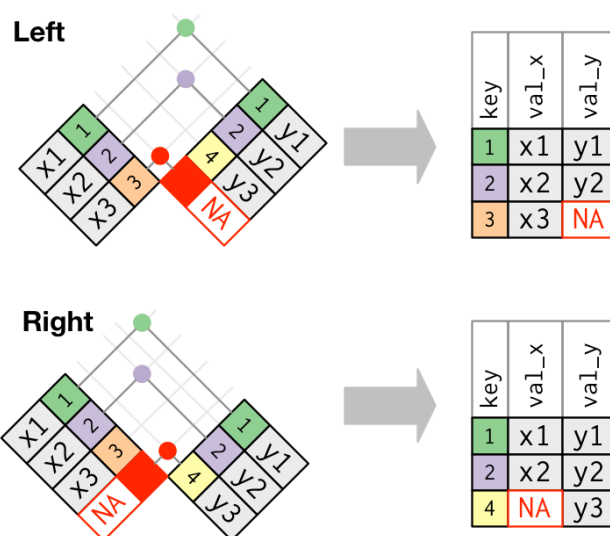 Left
1 x1
2 x2
3 x3
1 y1
2 y2
4 y3
NA
key val_x val_y
1 x1 y1
2 x2 y2
3 x3 NA
Right
1 x1
2 x2
3 x3
NA
1 y1
2 y2
4 y3
key val_x val_y
1 x1 y1
2 x2 y2
4 NA y3